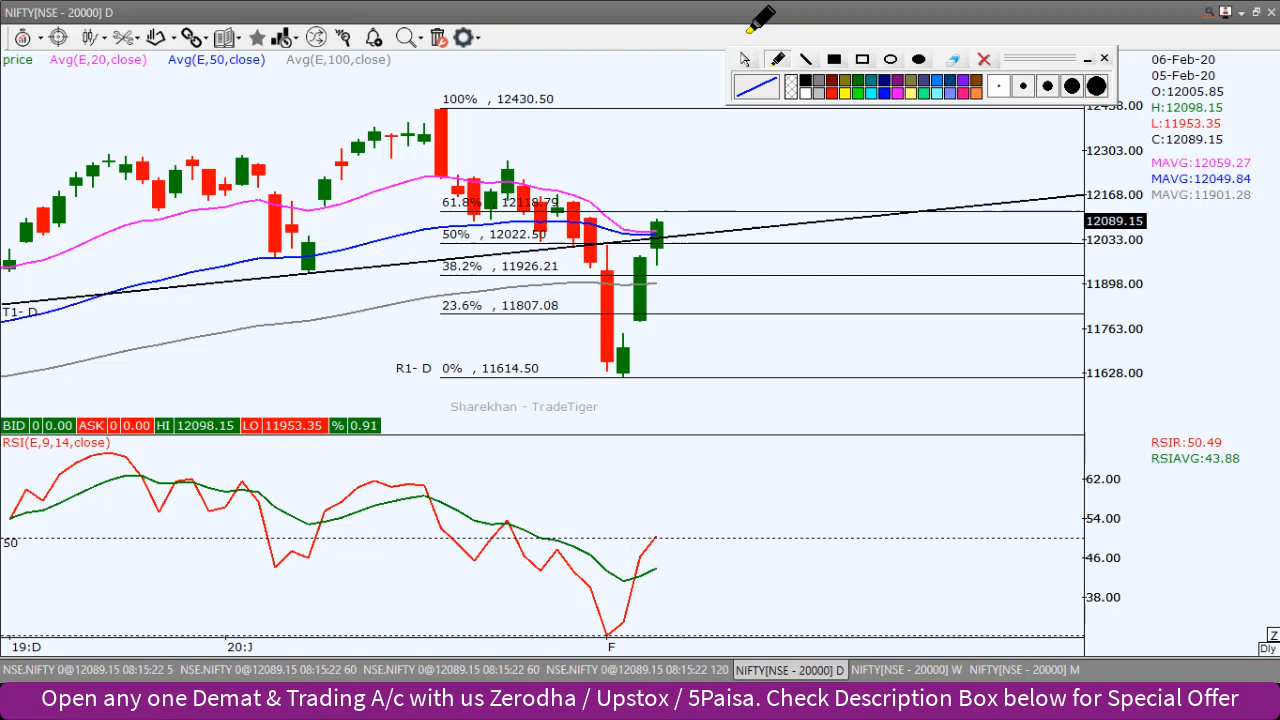 NIFTY[NSE - 20000] D
price Avg(E,20,close) Avg(E,50,close) Avg(E,100,close)
06-Feb-20
05-Feb-20
O:12005.85
H:12098.15
L:11953.35
C:12089.15
MAVG:12059.27
MAVG:12049.84
MAVG:11901.28
100% , 12430.50
61.8% , 12118.79
50% , 12022.50
38.2% , 11926.21
23.6% , 11807.08
R1- D 0% , 11614.50
T1- D
12438.00
12303.00
12168.00
12089.15
12033.00
11898.00
11763.00
11628.00
Sharekhan - TradeTiger
BID 0 0.00 ASK 0 0.00 HI 12098.15 LO 11953.35 % 0.91
RSI(E,9,14,close)
RSIR:50.49
RSIAVG:43.88
62.00
54.00
50
46.00
38.00
19:D 20:J F
Z
Dly
NSE.NIFTY 0@12089.15 08:15:22 5 NSE.NIFTY 0@12089.15 08:15:22 60 NSE.NIFTY 0@12089.15 08:15:22 60 NSE.NIFTY 0@12089.15 08:15:22 120 NIFTY[NSE - 20000] D NIFTY[NSE - 20000] W NIFTY[NSE - 20000] M
Open any one Demat & Trading A/c with us Zerodha / Upstox / 5Paisa. Check Description Box below for Special Offer